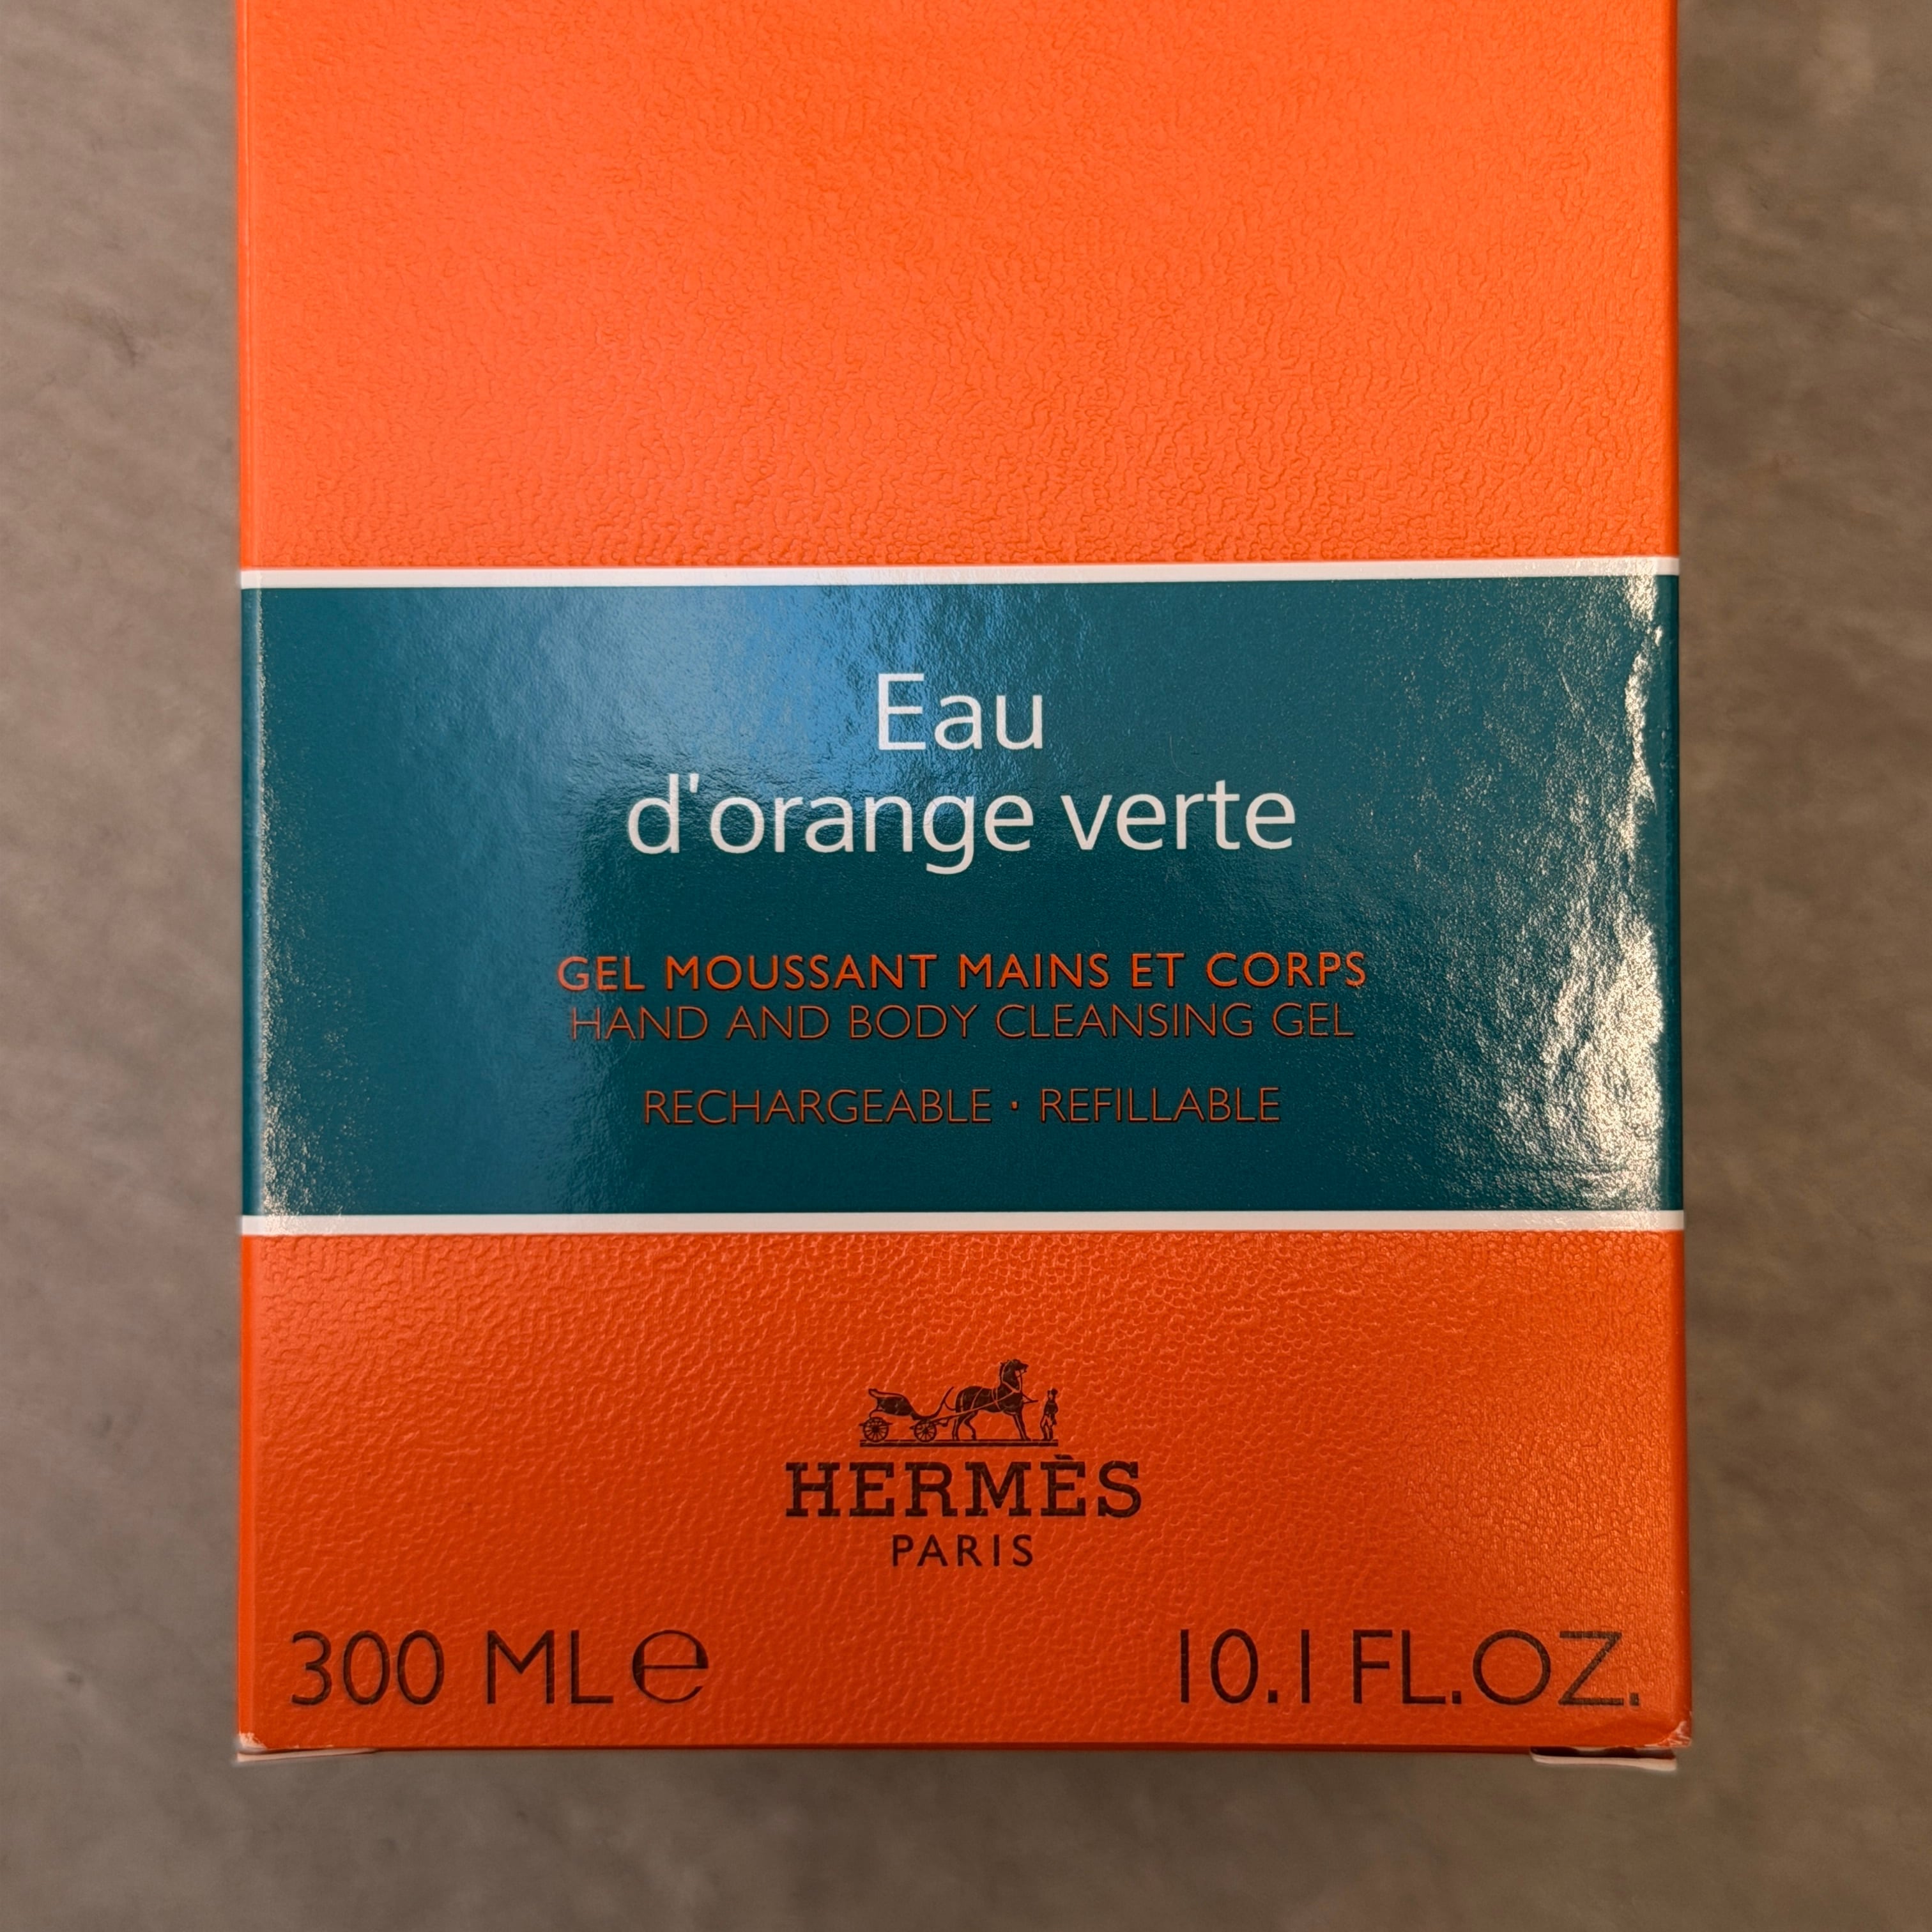 Eau
d'orange verte
GEL MOUSSANT MAINS ET CORPS
HAND AND BODY CLEANSING GEL
RECHARGEABLE · REFILLABLE
HERMÈS
PARIS
300 ML ℮ 10.1 FL.OZ.